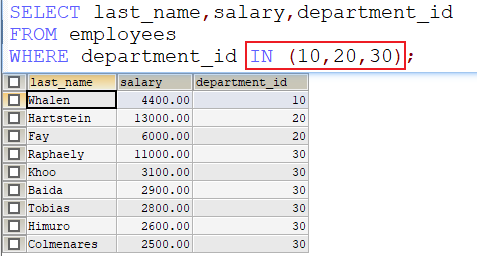 SELECT last_name,salary,department_id
FROM employees
WHERE department_id IN (10,20,30);
last_name salary department_id
Whalen 4400.00 10
Hartstein 13000.00 20
Fay 6000.00 20
Raphaely 11000.00 30
Khoo 3100.00 30
Baida 2900.00 30
Tobias 2800.00 30
Himuro 2600.00 30
Colmenares 2500.00 30